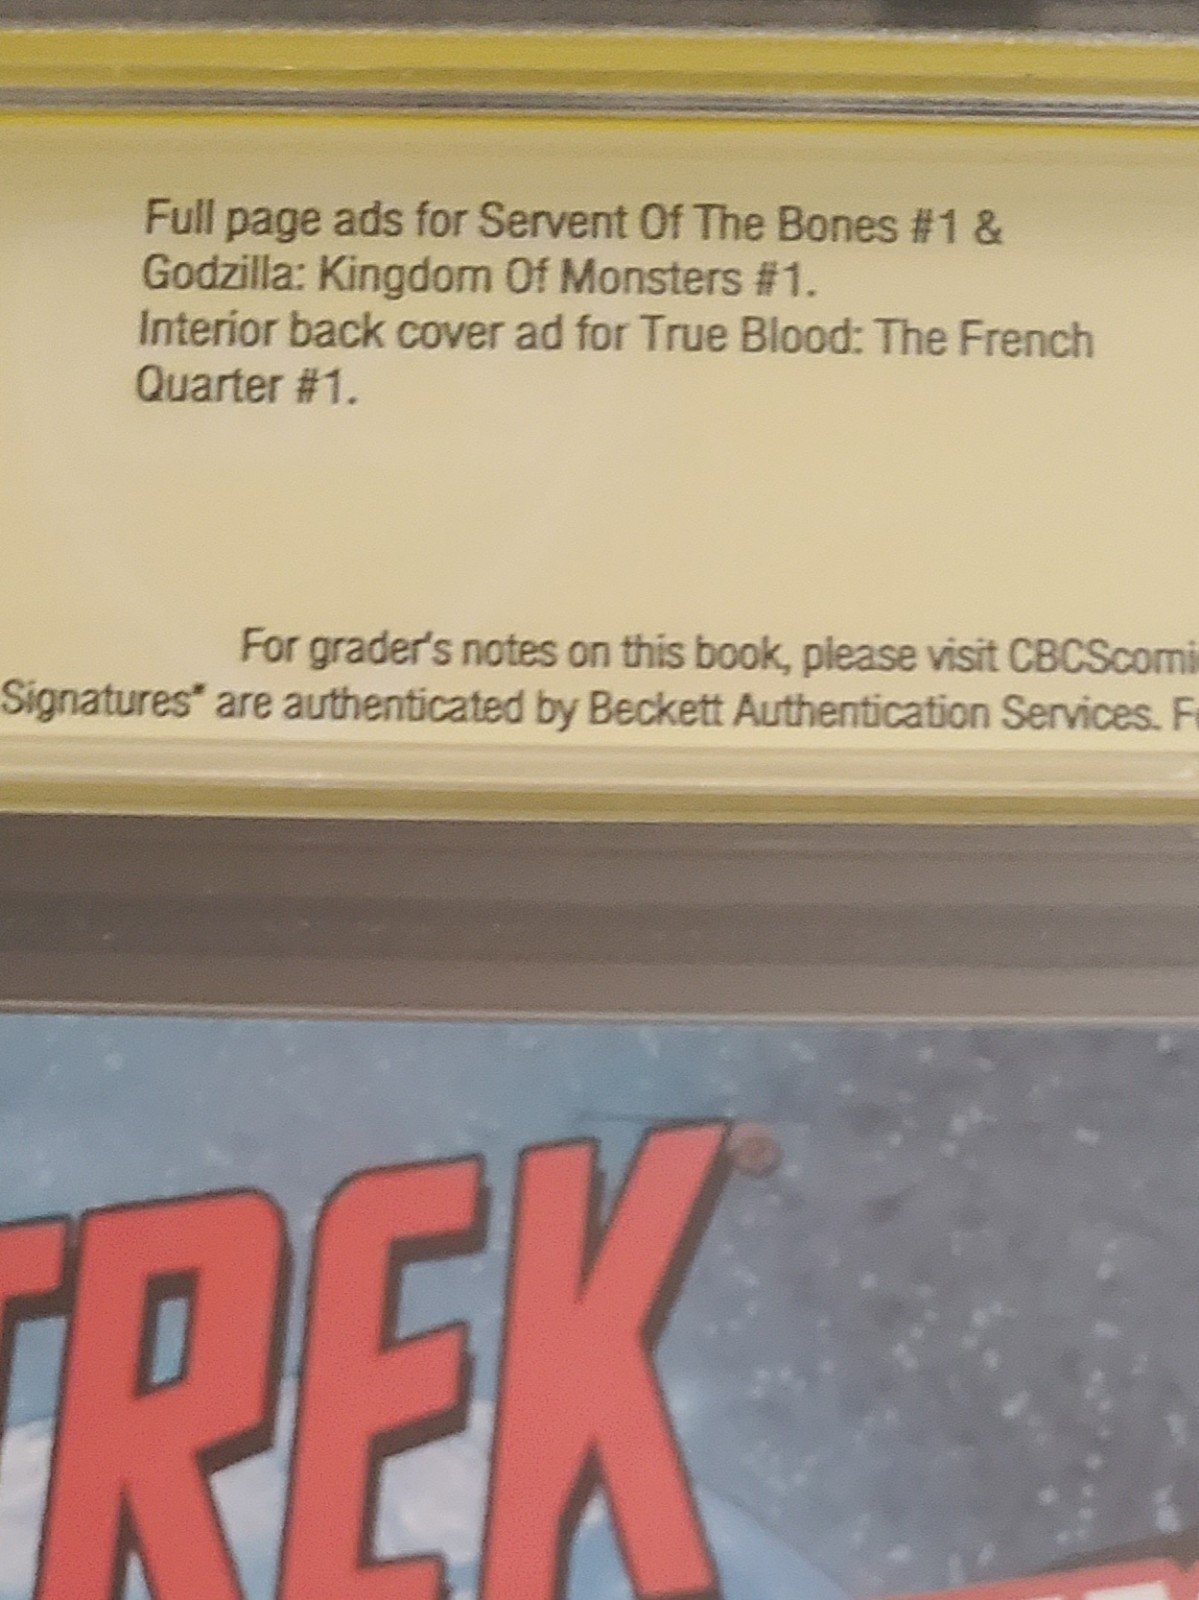 Full page ads for Servent Of The Bones #1 &
Godzilla: Kingdom Of Monsters #1.
Interior back cover ad for True Blood: The French
Quarter #1.
For grader's notes on this book, please visit CBCScomi
Signatures* are authenticated by Beckett Authentication Services. F
TREK